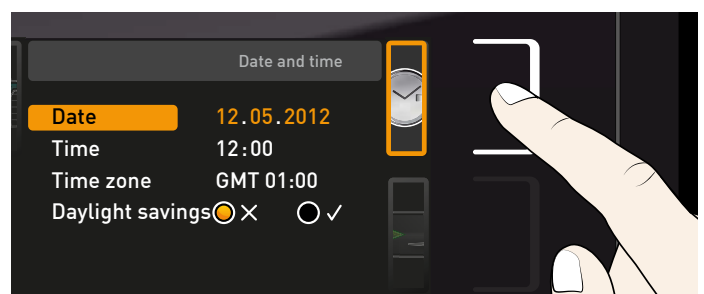 Date and time
Date 12.05.2012
Time 12:00
Time zone GMT 01:00
Daylight savings